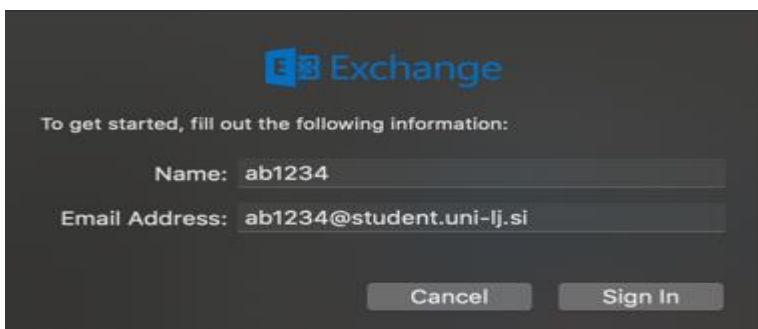 Exchange
To get started, fill out the following information:
Name: ab1234
Email Address: ab1234@student.uni-lj.si
Cancel Sign In